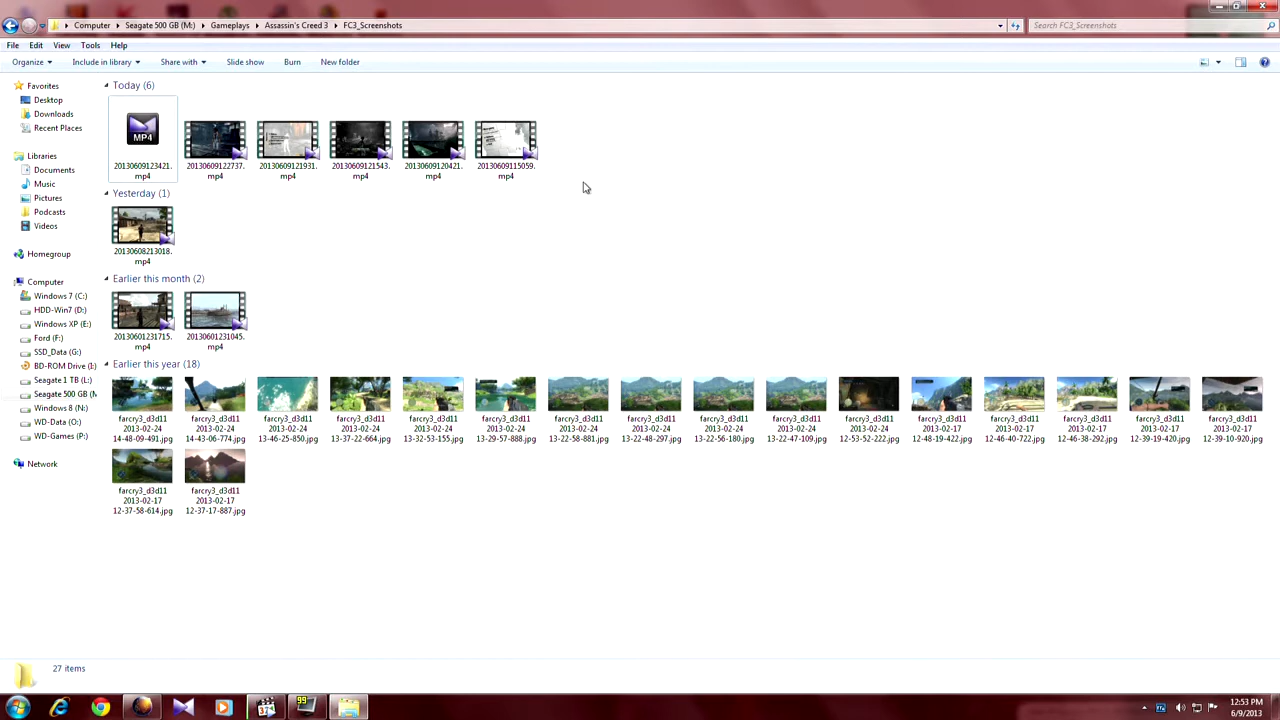 Computer ▸ Seagate 500 GB (M:) ▸ Gameplays ▸ Assassin's Creed 3 ▸ FC3_Screenshots
Search FC3_Screenshots
File Edit View Tools Help
Organize Include in library Share with Slide show Burn New folder
Favorites
Desktop
Downloads
Recent Places
Libraries
Documents
Music
Pictures
Podcasts
Videos
Homegroup
Computer
Windows 7 (C:)
HDD-Win7 (D:)
Windows XP (E:)
Ford (F:)
SSD_Data (G:)
BD-ROM Drive (I:)
Seagate 1 TB (L:)
Seagate 500 GB (M
Windows 8 (N:)
WD-Data (O:)
WD-Games (P:)
Network
Today (6)
MP4
20130609123421.
mp4
20130609122737.
mp4
20130609121931.
mp4
20130609121543.
mp4
20130609120421.
mp4
20130609115059.
mp4
Yesterday (1)
20130608213018.
mp4
Earlier this month (2)
20130601231715.
mp4
20130601231045.
mp4
Earlier this year (18)
farcry3_d3d11
2013-02-24
14-48-09-491.jpg
farcry3_d3d11
2013-02-24
14-43-06-774.jpg
farcry3_d3d11
2013-02-24
13-46-25-850.jpg
farcry3_d3d11
2013-02-24
13-37-22-664.jpg
farcry3_d3d11
2013-02-24
13-32-53-155.jpg
farcry3_d3d11
2013-02-24
13-29-57-888.jpg
farcry3_d3d11
2013-02-24
13-22-58-881.jpg
farcry3_d3d11
2013-02-24
13-22-48-297.jpg
farcry3_d3d11
2013-02-24
13-22-56-180.jpg
farcry3_d3d11
2013-02-24
13-22-47-109.jpg
farcry3_d3d11
2013-02-24
12-53-52-222.jpg
farcry3_d3d11
2013-02-17
12-48-19-422.jpg
farcry3_d3d11
2013-02-17
12-46-40-722.jpg
farcry3_d3d11
2013-02-17
12-46-38-292.jpg
farcry3_d3d11
2013-02-17
12-39-19-420.jpg
farcry3_d3d11
2013-02-17
12-39-10-920.jpg
farcry3_d3d11
2013-02-17
12-37-58-614.jpg
farcry3_d3d11
2013-02-17
12-37-17-887.jpg
27 items
99
12:53 PM
6/9/2013